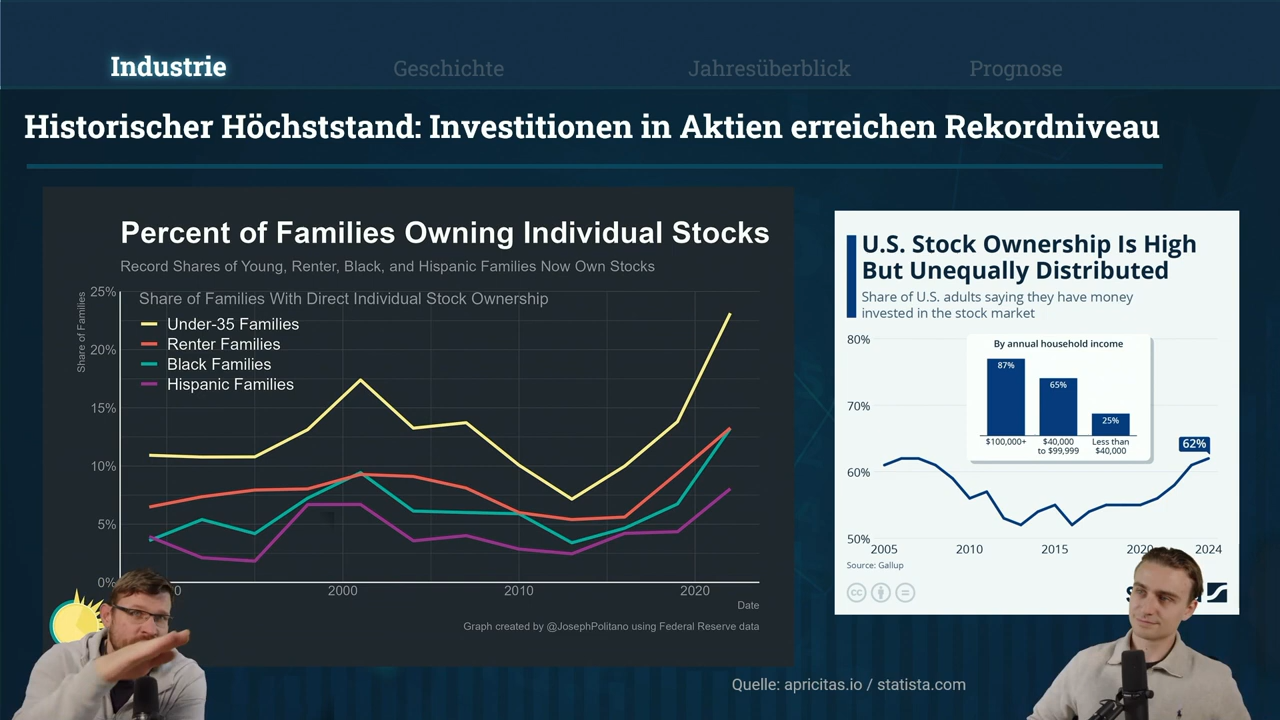 Industrie
Geschichte
Jahresüberblick
Prognose
Historischer Höchststand: Investitionen in Aktien erreichen Rekordniveau
Percent of Families Owning Individual Stocks
Record Shares of Young, Renter, Black, and Hispanic Families Now Own Stocks
Share of Families
25%
20%
15%
10%
5%
0%
Share of Families With Direct Individual Stock Ownership
Under-35 Families
Renter Families
Black Families
Hispanic Families
2000
2010
2020
Date
Graph created by @JosephPolitano using Federal Reserve data
U.S. Stock Ownership Is High
But Unequally Distributed
Share of U.S. adults saying they have money
invested in the stock market
80%
70%
60%
50%
By annual household income
87%
65%
25%
$100,000+
$40,000
to $99,999
Less than
$40,000
62%
2005
2010
2015
2020
2024
Source: Gallup
cc
Quelle: apricitas.io / statista.com